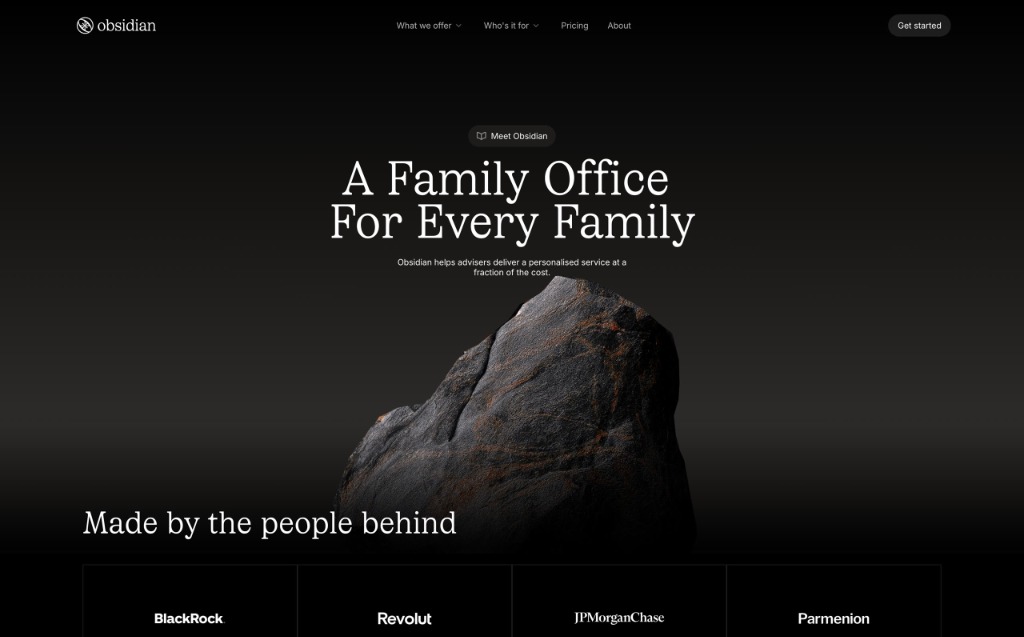 obsidian
What we offer
Who's it for
Pricing
About
Get started
Meet Obsidian
A Family Office
For Every Family
Obsidian helps advisers deliver a personalised service at a
fraction of the cost.
Made by the people behind
BlackRock.
Revolut
JPMorganChase
Parmenion